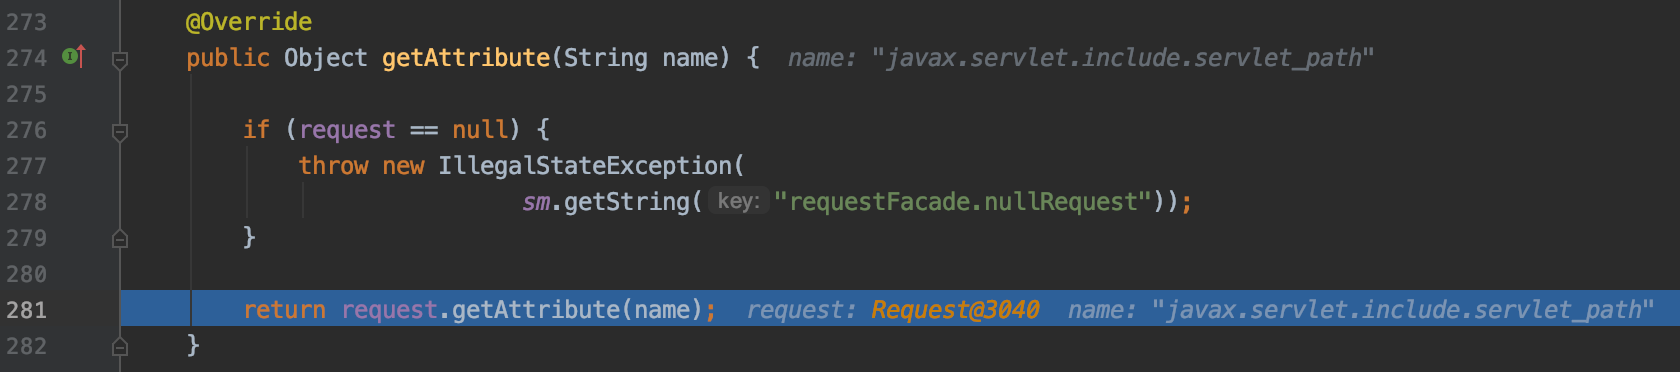 273 @Override
274 public Object getAttribute(String name) { name: "javax.servlet.include.servlet_path"
275
276 if (request == null) {
277 throw new IllegalStateException(
278 sm.getString( key: "requestFacade.nullRequest"));
279 }
280
281 return request.getAttribute(name); request: Request@3040 name: "javax.servlet.include.servlet_path"
282 }